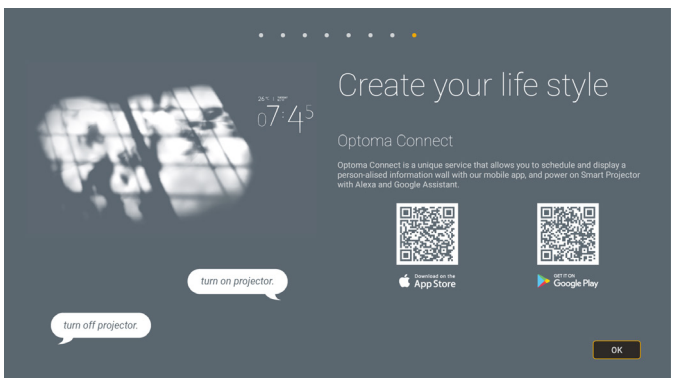 Create your life style
07:45
Optoma Connect
Optoma Connect is a unique service that allows you to schedule and display a
person-alised information wall with our mobile app, and power on Smart Projector
with Alexa and Google Assistant.
turn on projector.
Download on the
App Store
GET IT ON
Google Play
turn off projector.
OK